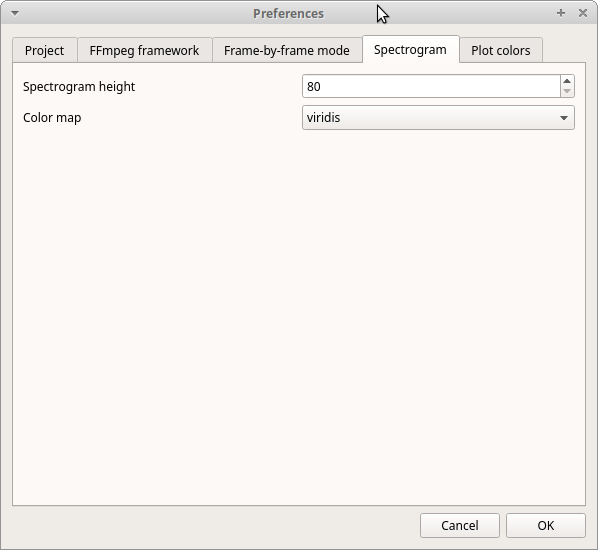 Preferences
Project FFmpeg framework Frame-by-frame mode Spectrogram Plot colors
Spectrogram height 80
Color map viridis
Cancel OK